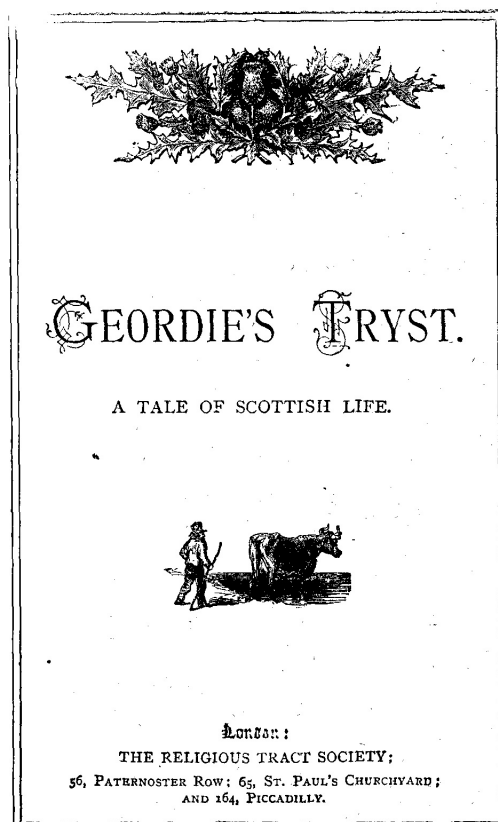 GEORDIE'S TRYST.
A TALE OF SCOTTISH LIFE.
London:
THE RELIGIOUS TRACT SOCIETY;
56, PATERNOSTER ROW; 65, ST. PAUL'S CHURCHYARD;
AND 164, PICCADILLY.